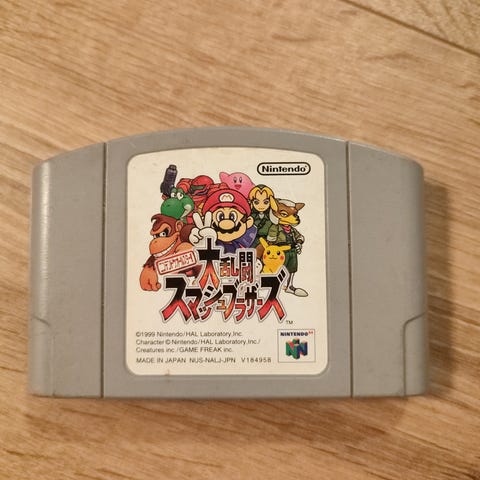 Nintendo
ニンテンドウオールスター!
大乱闘
スマッシュブラザーズ
TM
©1999 Nintendo/HAL Laboratory,Inc.
Character©Nintendo/HAL Laboratory,Inc./
Creatures inc./GAME FREAK inc.
MADE IN JAPAN NUS-NALJ-JPN V184958
NINTENDO 64